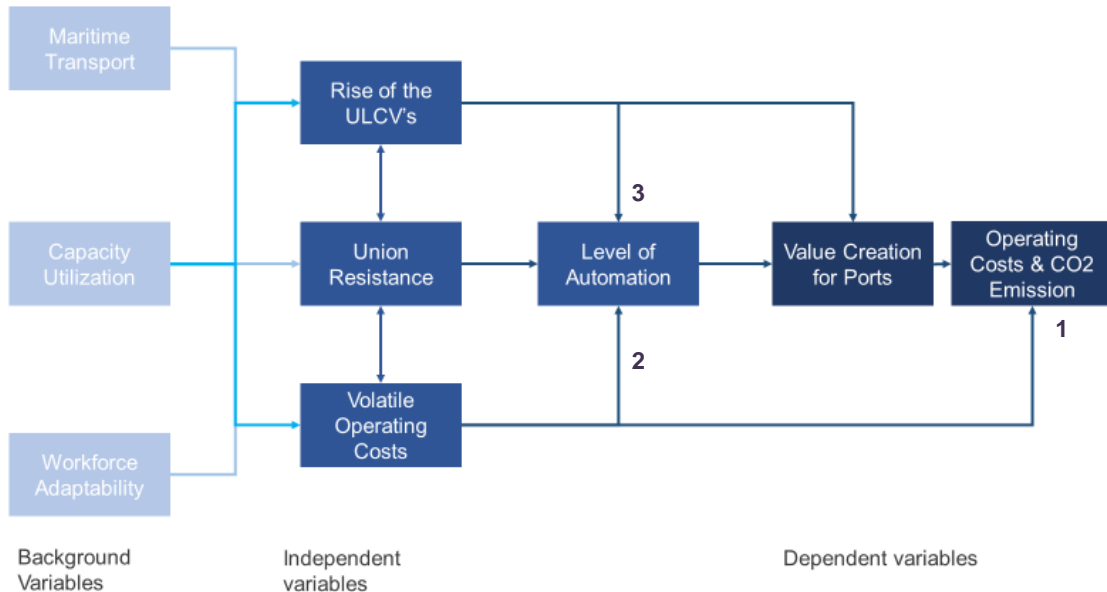 Maritime
Transport
Rise of the
ULCV's
3
Capacity
Utilization
Union
Resistance
Level of
Automation
Value Creation
for Ports
Operating
Costs & CO2
Emission
1
2
Volatile
Operating
Costs
Workforce
Adaptability
Background
Variables
Independent
variables
Dependent variables